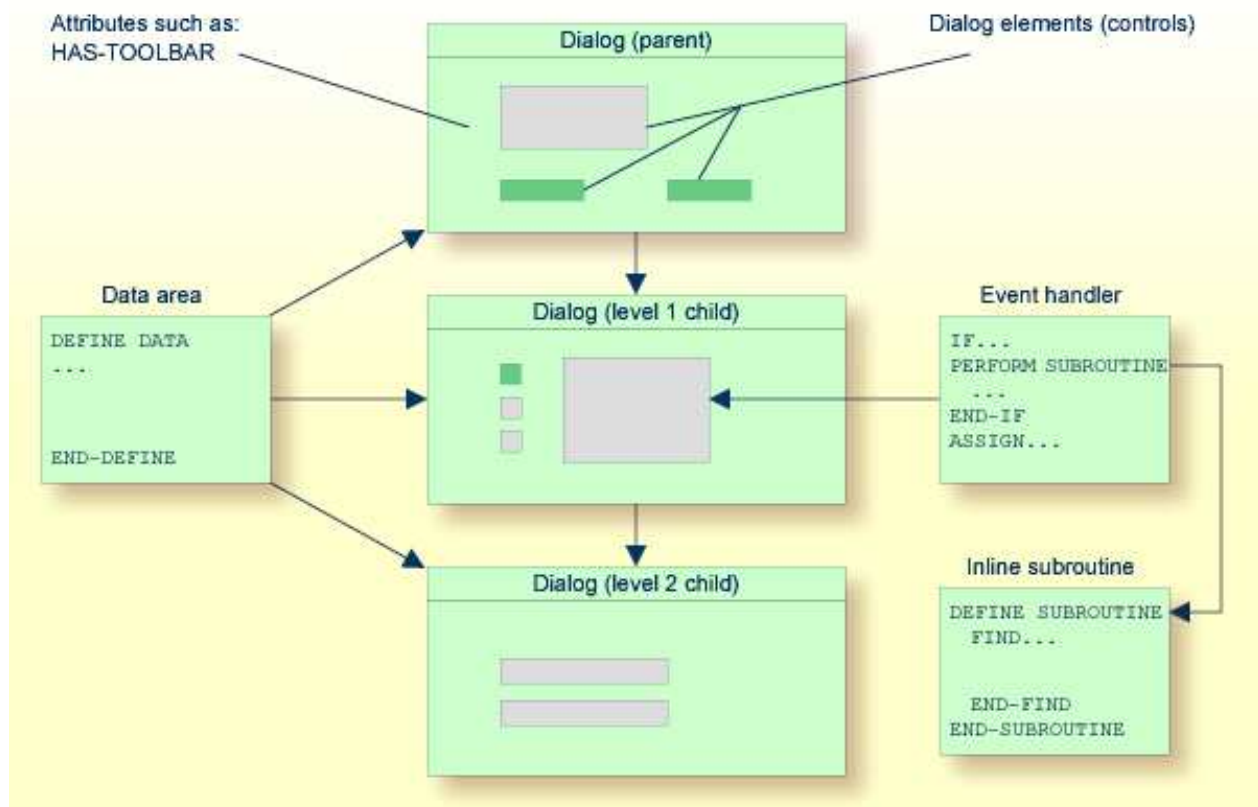 Attributes such as:
HAS-TOOLBAR
Dialog (parent)
Dialog elements (controls)
Data area
DEFINE DATA
...
END-DEFINE
Dialog (level 1 child)
Event handler
IF...
PERFORM SUBROUTINE
...
END-IF
ASSIGN...
Dialog (level 2 child)
Inline subroutine
DEFINE SUBROUTINE
FIND...
END-FIND
END-SUBROUTINE